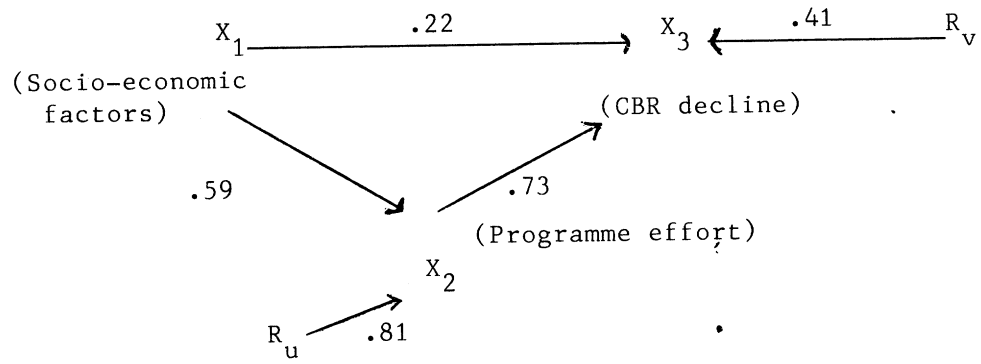 X1 .22 X3 .41 Rv
(Socio-economic
factors)
(CBR decline)
.59 .73
(Programme effort)
X2
Ru .81